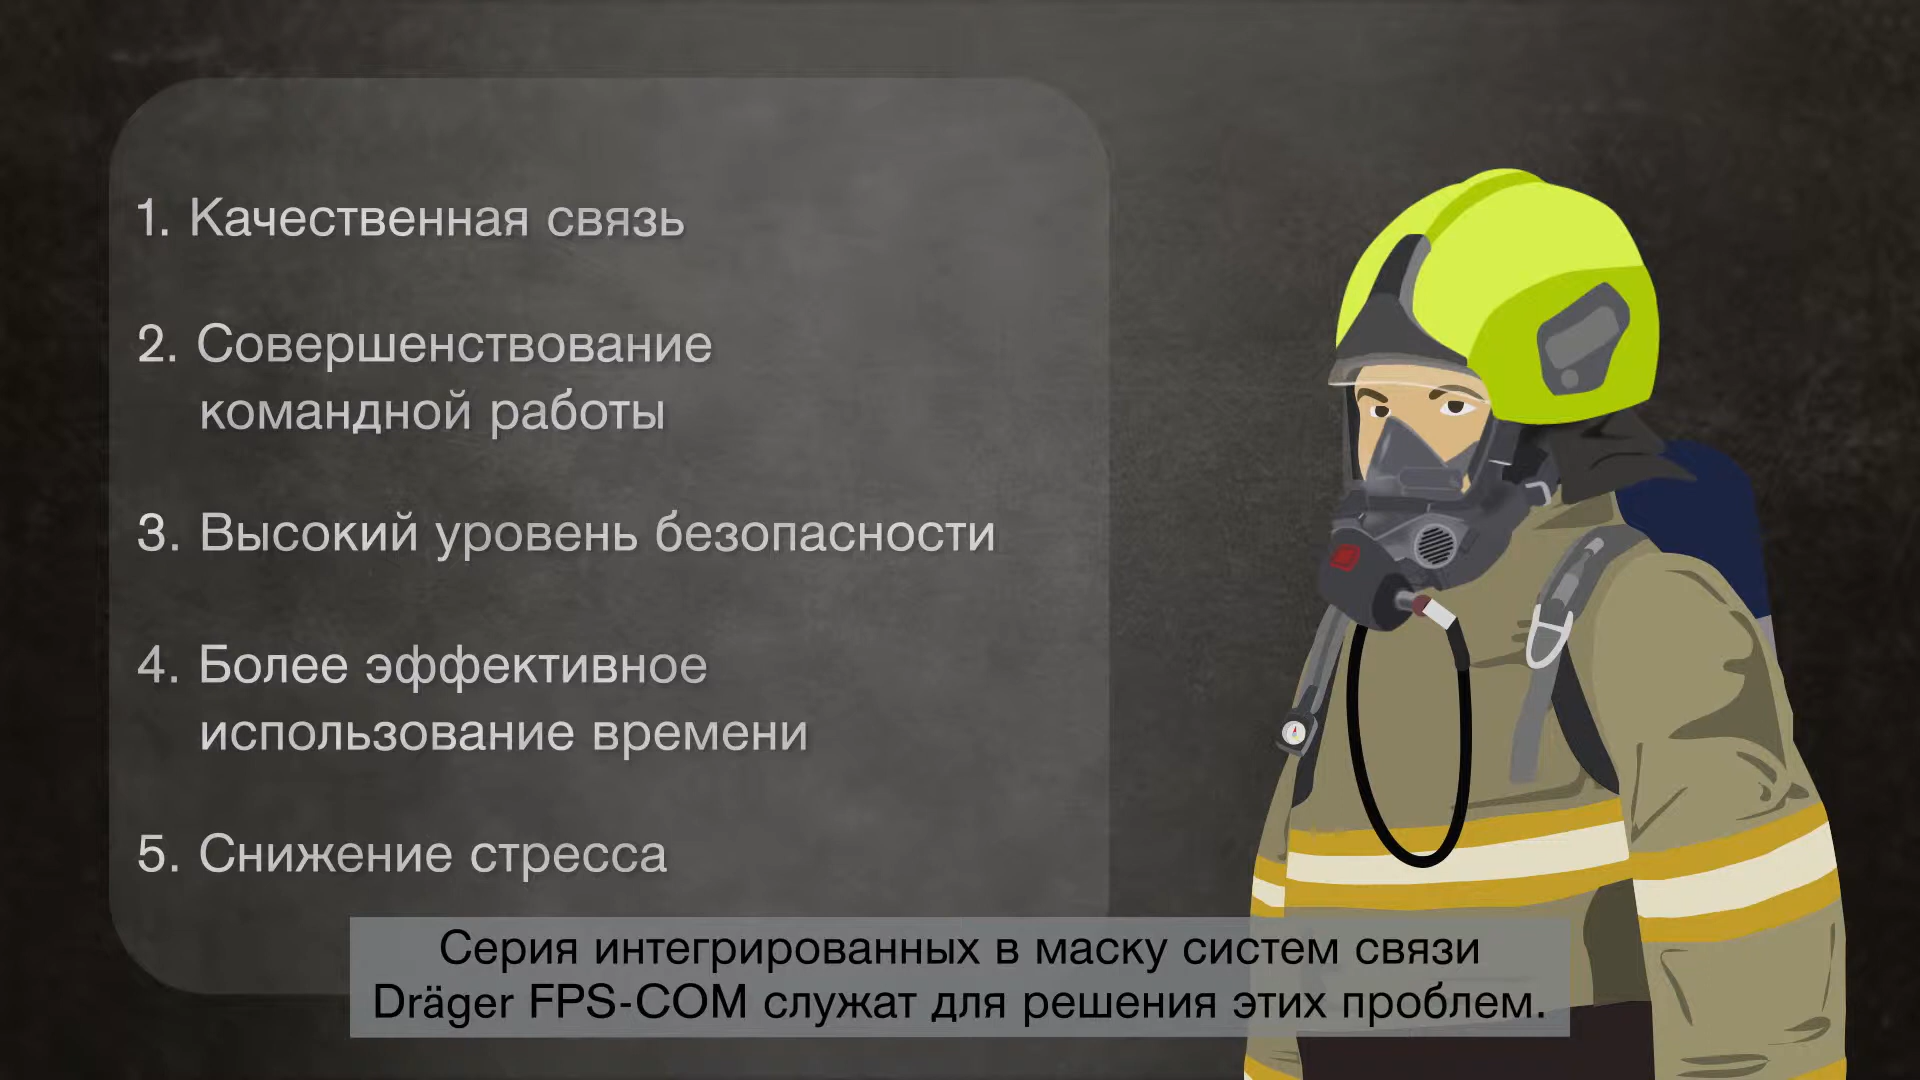 1. Качественная связь
2. Совершенствование
командной работы
3. Высокий уровень безопасности
4. Более эффективное
использование времени
5. Снижение стресса
Серия интегрированных в маску систем связи
Dräger FPS-COM служат для решения этих проблем.